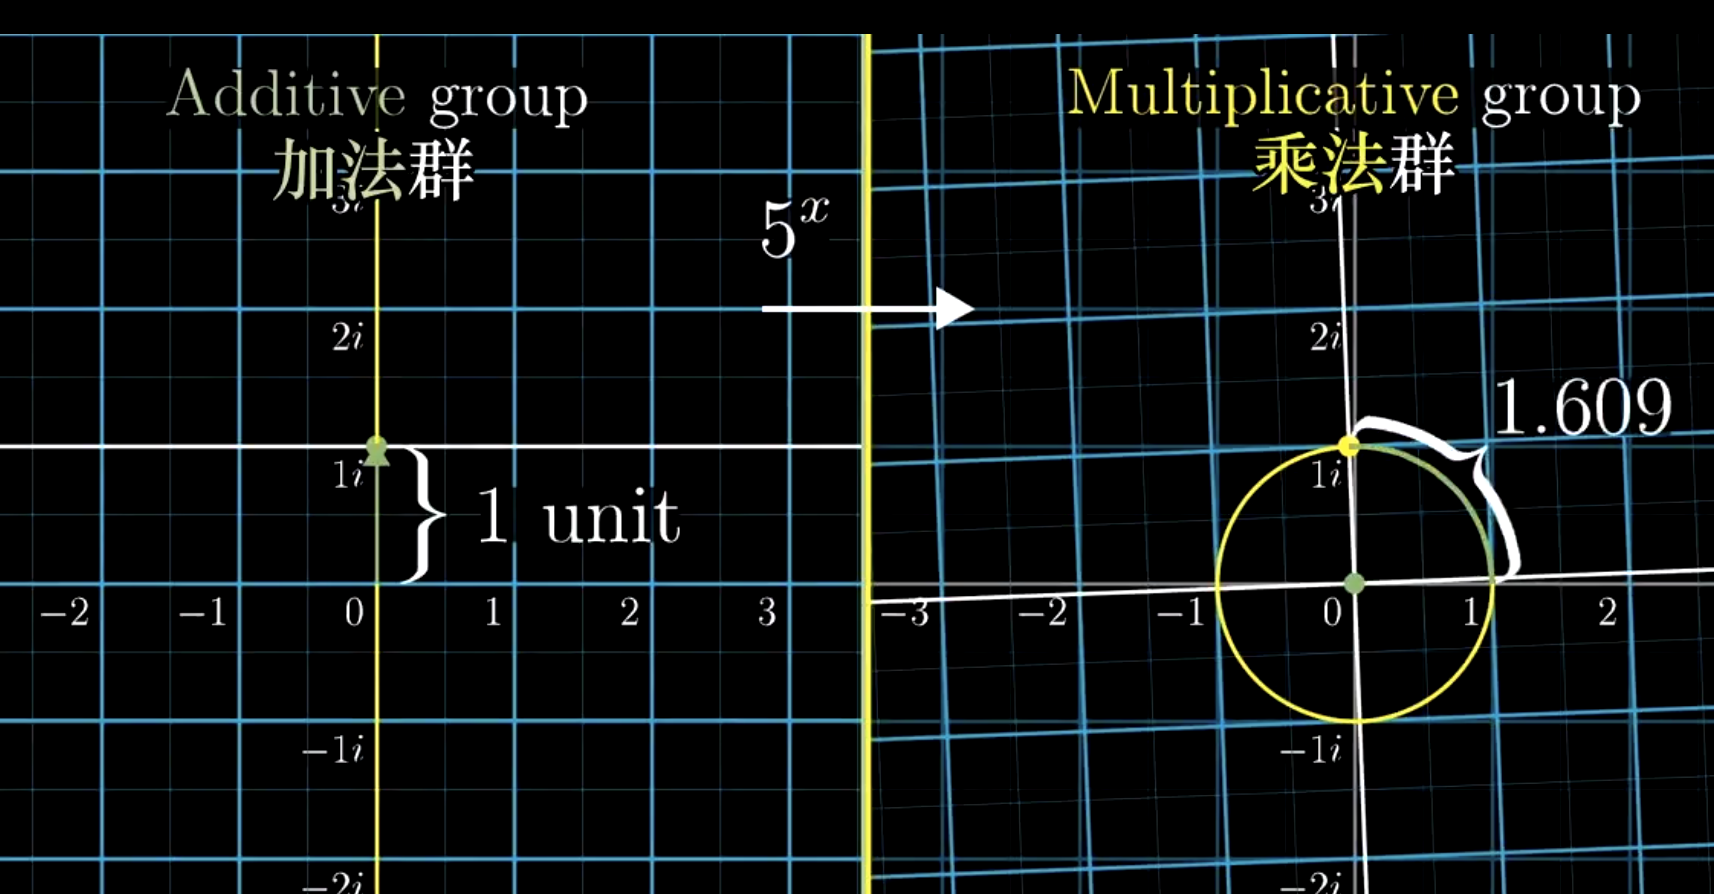 Additive group
加法群
3i
2i
1i
1 unit
−2 −1 0 1 2 3
−1i
−2i
5^x
Multiplicative group
乘法群
3i
2i
1.609
1i
−3 −2 −1 0 1 2
−1i
−2i